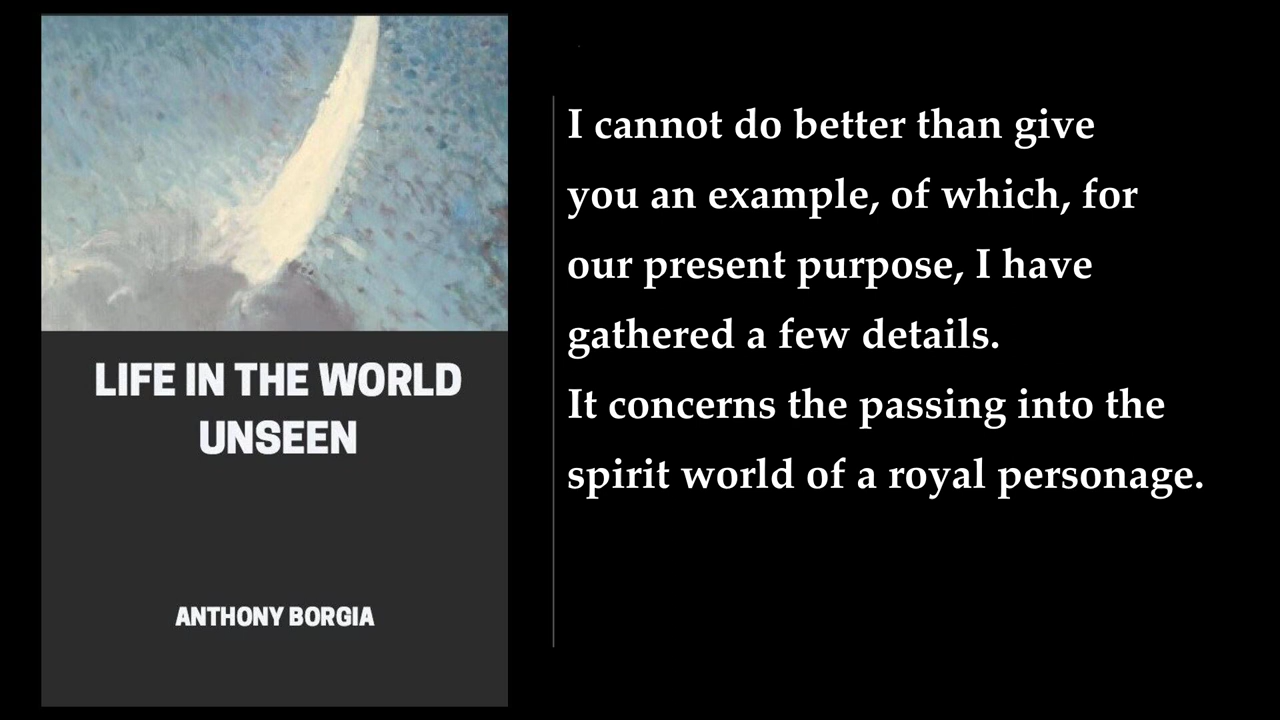 LIFE IN THE WORLD
UNSEEN
ANTHONY BORGIA
I cannot do better than give
you an example, of which, for
our present purpose, I have
gathered a few details.
It concerns the passing into the
spirit world of a royal personage.